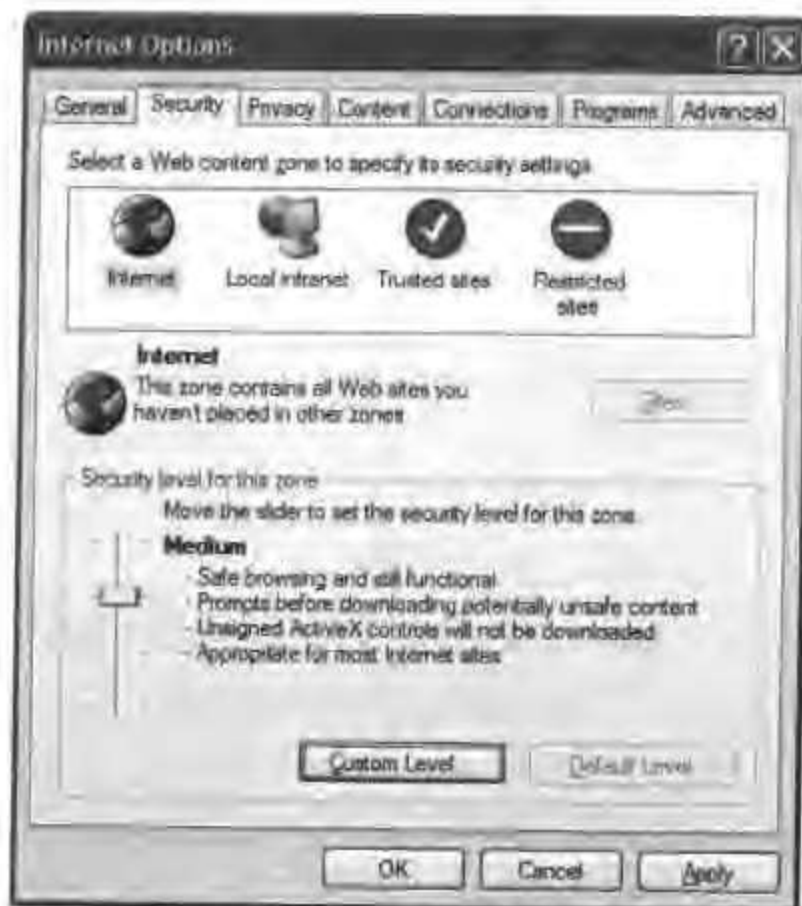 Internet Options
General Security Privacy Content Connections Programs Advanced
Select a Web content zone to specify its security settings
Internet Local intranet Trusted sites Restricted sites
Internet
This zone contains all Web sites you
haven't placed in other zones
Sites...
Security level for this zone
Move the slider to set the security level for this zone.
Medium
- Safe browsing and still functional
- Prompts before downloading potentially unsafe content
- Unsigned ActiveX controls will not be downloaded
- Appropriate for most Internet sites
Custom Level Default Level
OK Cancel Apply